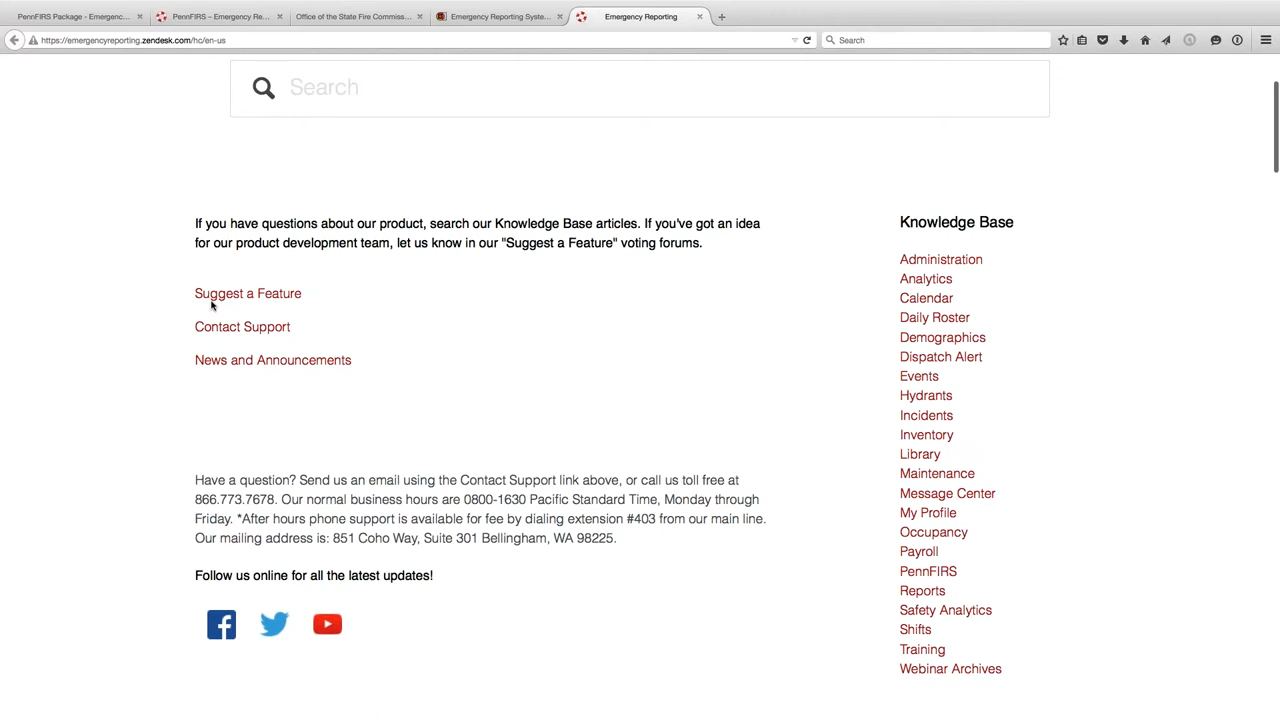 PennFIRS Package - Emergenc...
PennFIRS – Emergency Re...
Office of the State Fire Commiss...
Emergency Reporting Syste...
Emergency Reporting
https://emergencyreporting.zendesk.com/hc/en-us
Search
Search
If you have questions about our product, search our Knowledge Base articles. If you've got an idea
for our product development team, let us know in our "Suggest a Feature" voting forums.
Suggest a Feature
Contact Support
News and Announcements
Have a question? Send us an email using the Contact Support link above, or call us toll free at
866.773.7678. Our normal business hours are 0800-1630 Pacific Standard Time, Monday through
Friday. *After hours phone support is available for fee by dialing extension #403 from our main line.
Our mailing address is: 851 Coho Way, Suite 301 Bellingham, WA 98225.
Follow us online for all the latest updates!
Knowledge Base
Administration
Analytics
Calendar
Daily Roster
Demographics
Dispatch Alert
Events
Hydrants
Incidents
Inventory
Library
Maintenance
Message Center
My Profile
Occupancy
Payroll
PennFIRS
Reports
Safety Analytics
Shifts
Training
Webinar Archives